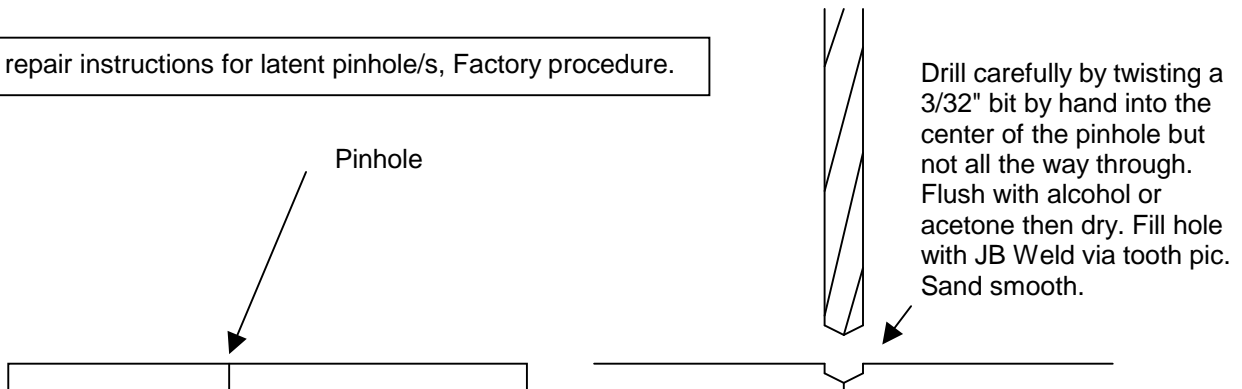 repair instructions for latent pinhole/s, Factory procedure.
Pinhole
Drill carefully by twisting a
3/32" bit by hand into the
center of the pinhole but
not all the way through.
Flush with alcohol or
acetone then dry. Fill hole
with JB Weld via tooth pic.
Sand smooth.